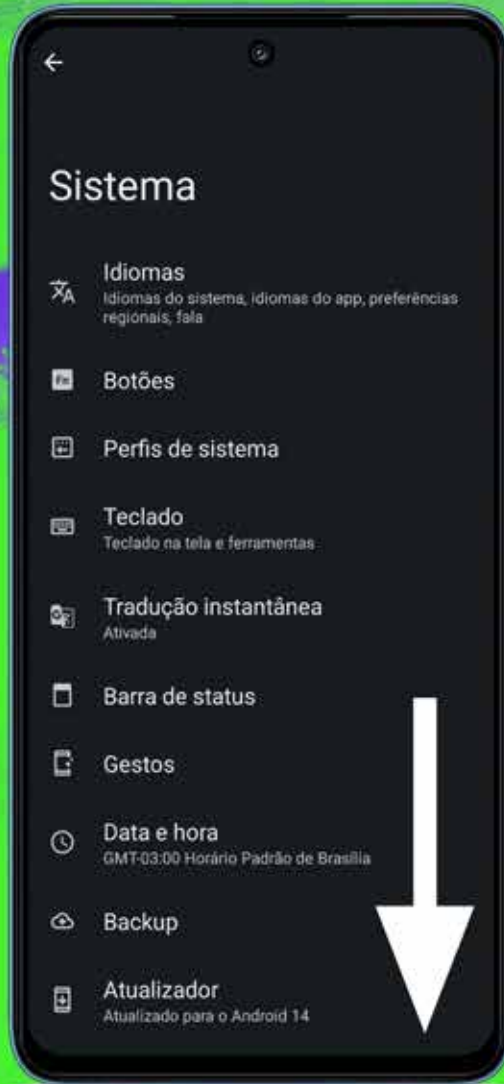 Sistema
Idiomas
Idiomas do sistema, idiomas do app, preferências
regionais, fala
Botões
Perfis de sistema
Teclado
Teclado na tela e ferramentas
Tradução instantânea
Ativada
Barra de status
Gestos
Data e hora
GMT-03:00 Horário Padrão de Brasília
Backup
Atualizador
Atualizado para o Android 14